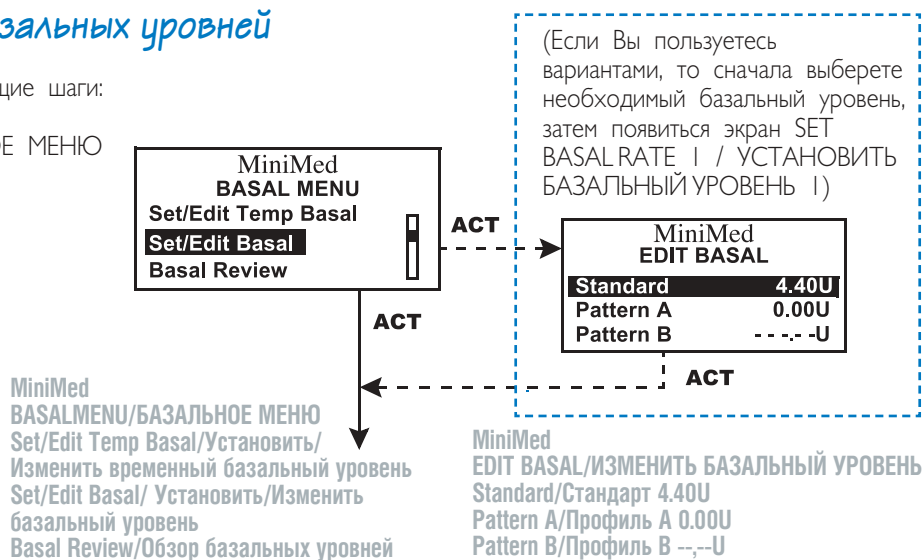 зальных уровней
щие шаги:
Е МЕНЮ
MiniMed
BASAL MENU
Set/Edit Temp Basal
Set/Edit Basal
Basal Review
ACT
ACT
(Если Вы пользуетесь
вариантами, то сначала выберете
необходимый базальный уровень,
затем появиться экран SET
BASAL RATE 1 / УСТАНОВИТЬ
БАЗАЛЬНЫЙ УРОВЕНЬ 1)
MiniMed
EDIT BASAL
Standard 4.40U
Pattern A 0.00U
Pattern B ---.--U
ACT
MiniMed
BASALMENU/БАЗАЛЬНОЕ МЕНЮ
Set/Edit Temp Basal/Установить/
Изменить временный базальный уровень
Set/Edit Basal/ Установить/Изменить
базальный уровень
Basal Review/Обзор базальных уровней
MiniMed
EDIT BASAL/ИЗМЕНИТЬ БАЗАЛЬНЫЙ УРОВЕНЬ
Standard/Стандарт 4.40U
Pattern A/Профиль A 0.00U
Pattern B/Профиль B --,--U